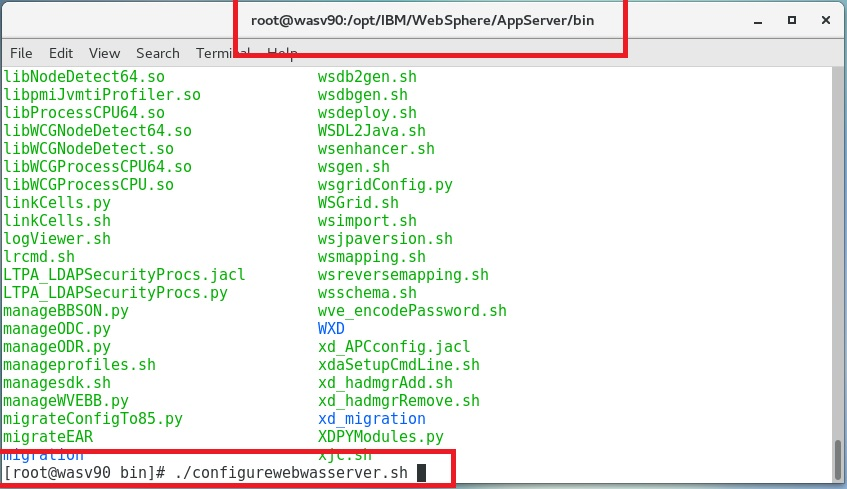 root@wasv90:/opt/IBM/WebSphere/AppServer/bin
File Edit View Search Terminal Help
libNodeDetect64.so wsdb2gen.sh
libpmiJvmtiProfiler.so wsdbgen.sh
libProcessCPU64.so wsdeploy.sh
libWCGNodeDetect64.so WSDL2Java.sh
libWCGNodeDetect.so wsenhancer.sh
libWCGProcessCPU64.so wsgen.sh
libWCGProcessCPU.so wsgridConfig.py
linkCells.py WSGrid.sh
linkCells.sh wsimport.sh
logViewer.sh wsjpaversion.sh
lrcmd.sh wsmapping.sh
LTPA_LDAPSecurityProcs.jacl wsreversemapping.sh
LTPA_LDAPSecurityProcs.py wsschema.sh
manageBBSON.py wve_encodePassword.sh
manageODC.py WXD
manageODR.py xd_APCconfig.jacl
manageprofiles.sh xdaSetupCmdLine.sh
managesdk.sh xd_hadmgrAdd.sh
manageWVEBB.py xd_hadmgrRemove.sh
migrateConfigTo85.py xd_migration
migrateEAR XDPYModules.py
migration xjc.sh
[root@wasv90 bin]# ./configurewebwasserver.sh